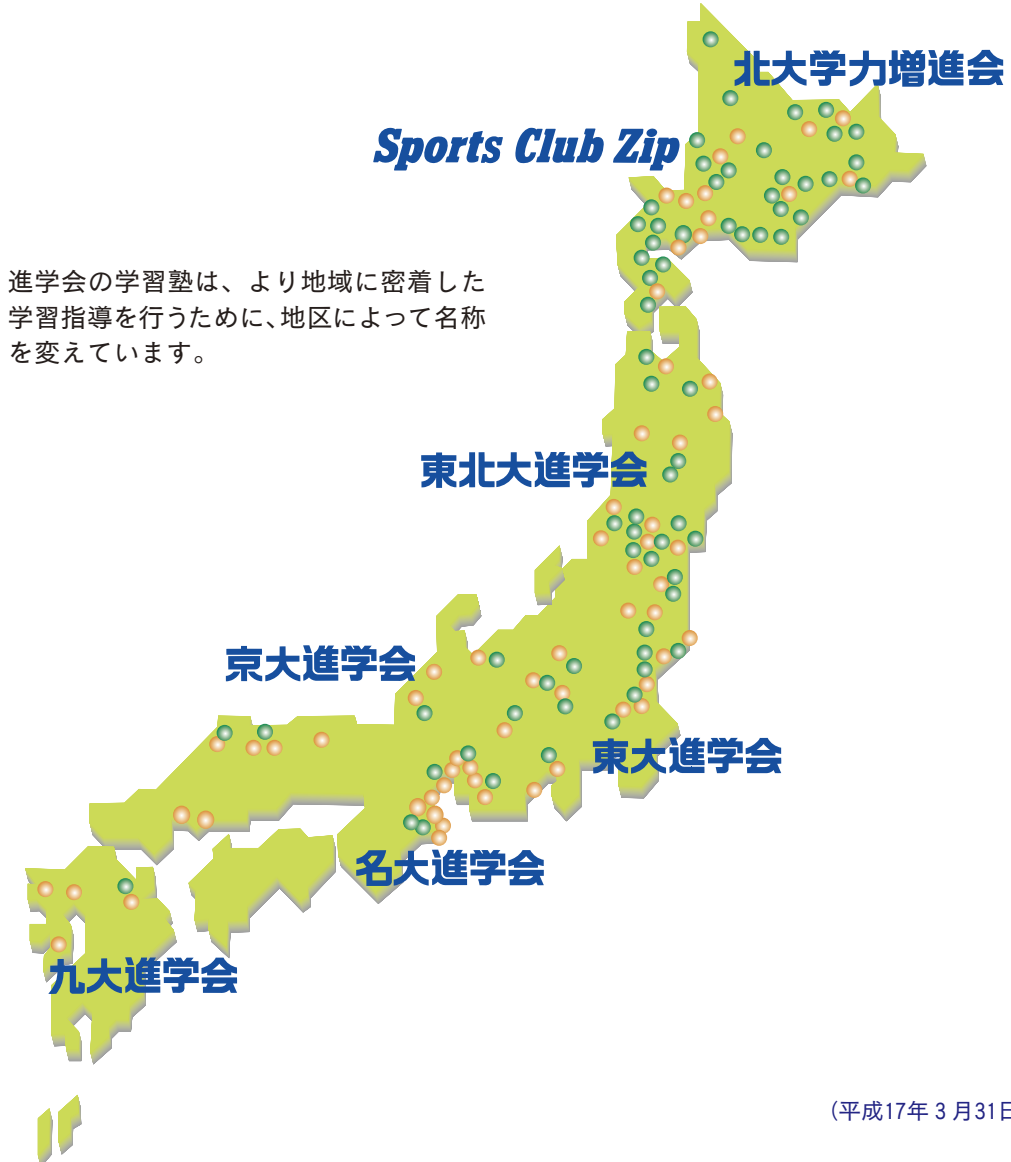 北大学力増進会
Sports Club Zip
進学会の学習塾は、より地域に密着した
学習指導を行うために、地区によって名称
を変えています。
東北大進学会
京大進学会
東大進学会
名大進学会
九大進学会
(平成17年3月31日